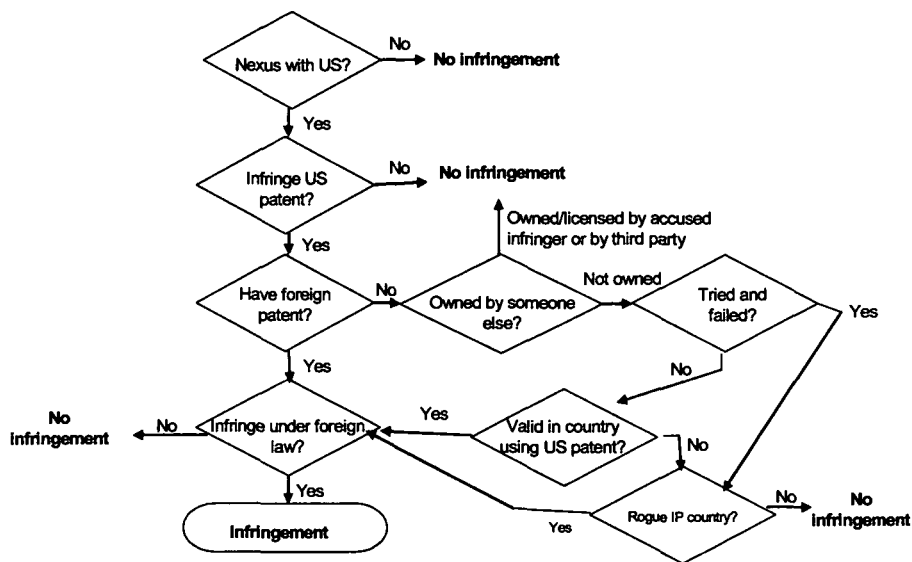 No
Nexus with US?
No infringement
Yes
No
Infringe US
patent?
No infringement
Owned/licensed by accused
infringer or by third party
Yes
Not owned
Have foreign
patent?
No
Owned by someone
else?
Tried and
failed?
Yes
Yes
No
No
infringement
No
Infringe under foreign
law?
Yes
Valid in country
using US patent?
No
Yes
Infringement
Yes
Rogue IP country?
No
No
infringement